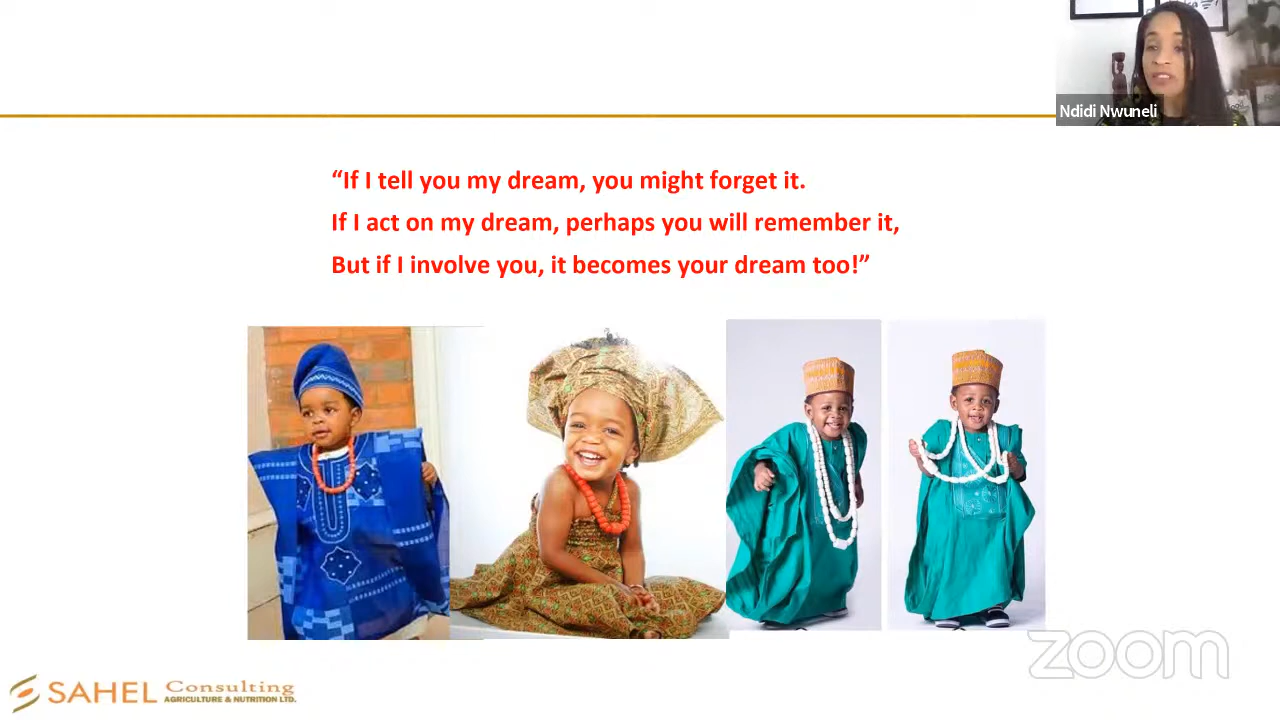 Ndidi Nwuneli
“If I tell you my dream, you might forget it.
If I act on my dream, perhaps you will remember it,
But if I involve you, it becomes your dream too!”
zoom
SAHEL Consulting
AGRICULTURE & NUTRITION LTD.